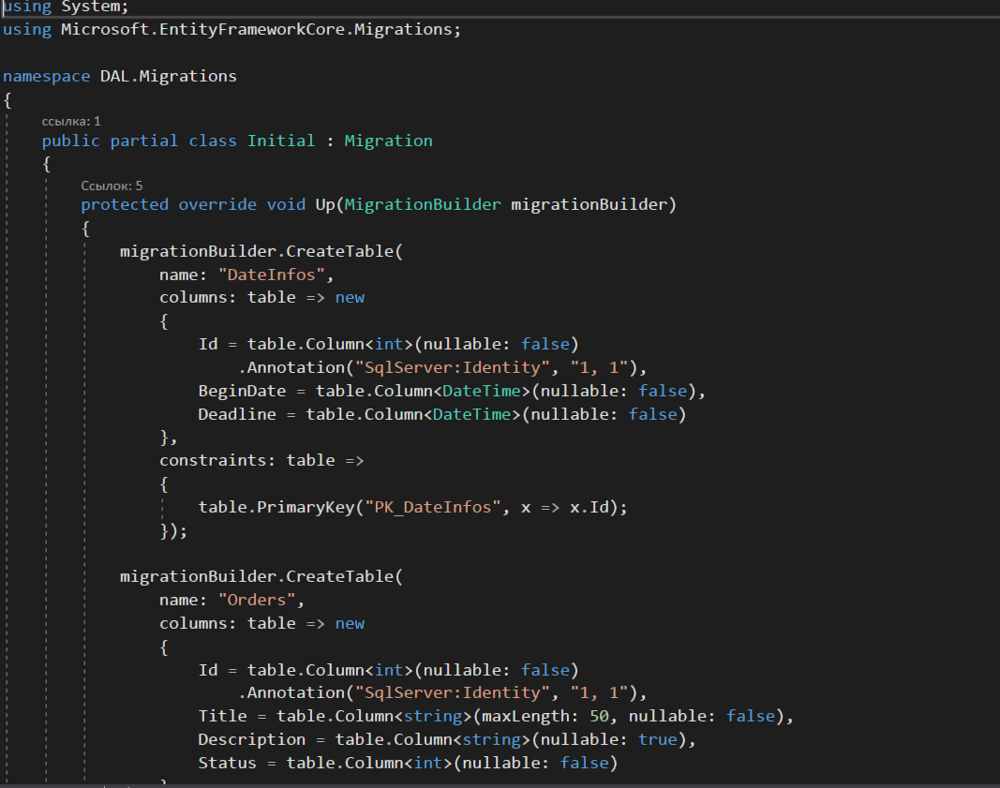 using System;
using Microsoft.EntityFrameworkCore.Migrations;

namespace DAL.Migrations
{
    ссылка: 1
    public partial class Initial : Migration
    {
        Ссылок: 5
        protected override void Up(MigrationBuilder migrationBuilder)
        {
            migrationBuilder.CreateTable(
                name: "DateInfos",
                columns: table => new
                {
                    Id = table.Column<int>(nullable: false)
                        .Annotation("SqlServer:Identity", "1, 1"),
                    BeginDate = table.Column<DateTime>(nullable: false),
                    Deadline = table.Column<DateTime>(nullable: false)
                },
                constraints: table =>
                {
                    table.PrimaryKey("PK_DateInfos", x => x.Id);
                });

            migrationBuilder.CreateTable(
                name: "Orders",
                columns: table => new
                {
                    Id = table.Column<int>(nullable: false)
                        .Annotation("SqlServer:Identity", "1, 1"),
                    Title = table.Column<string>(maxLength: 50, nullable: false),
                    Description = table.Column<string>(nullable: true),
                    Status = table.Column<int>(nullable: false)